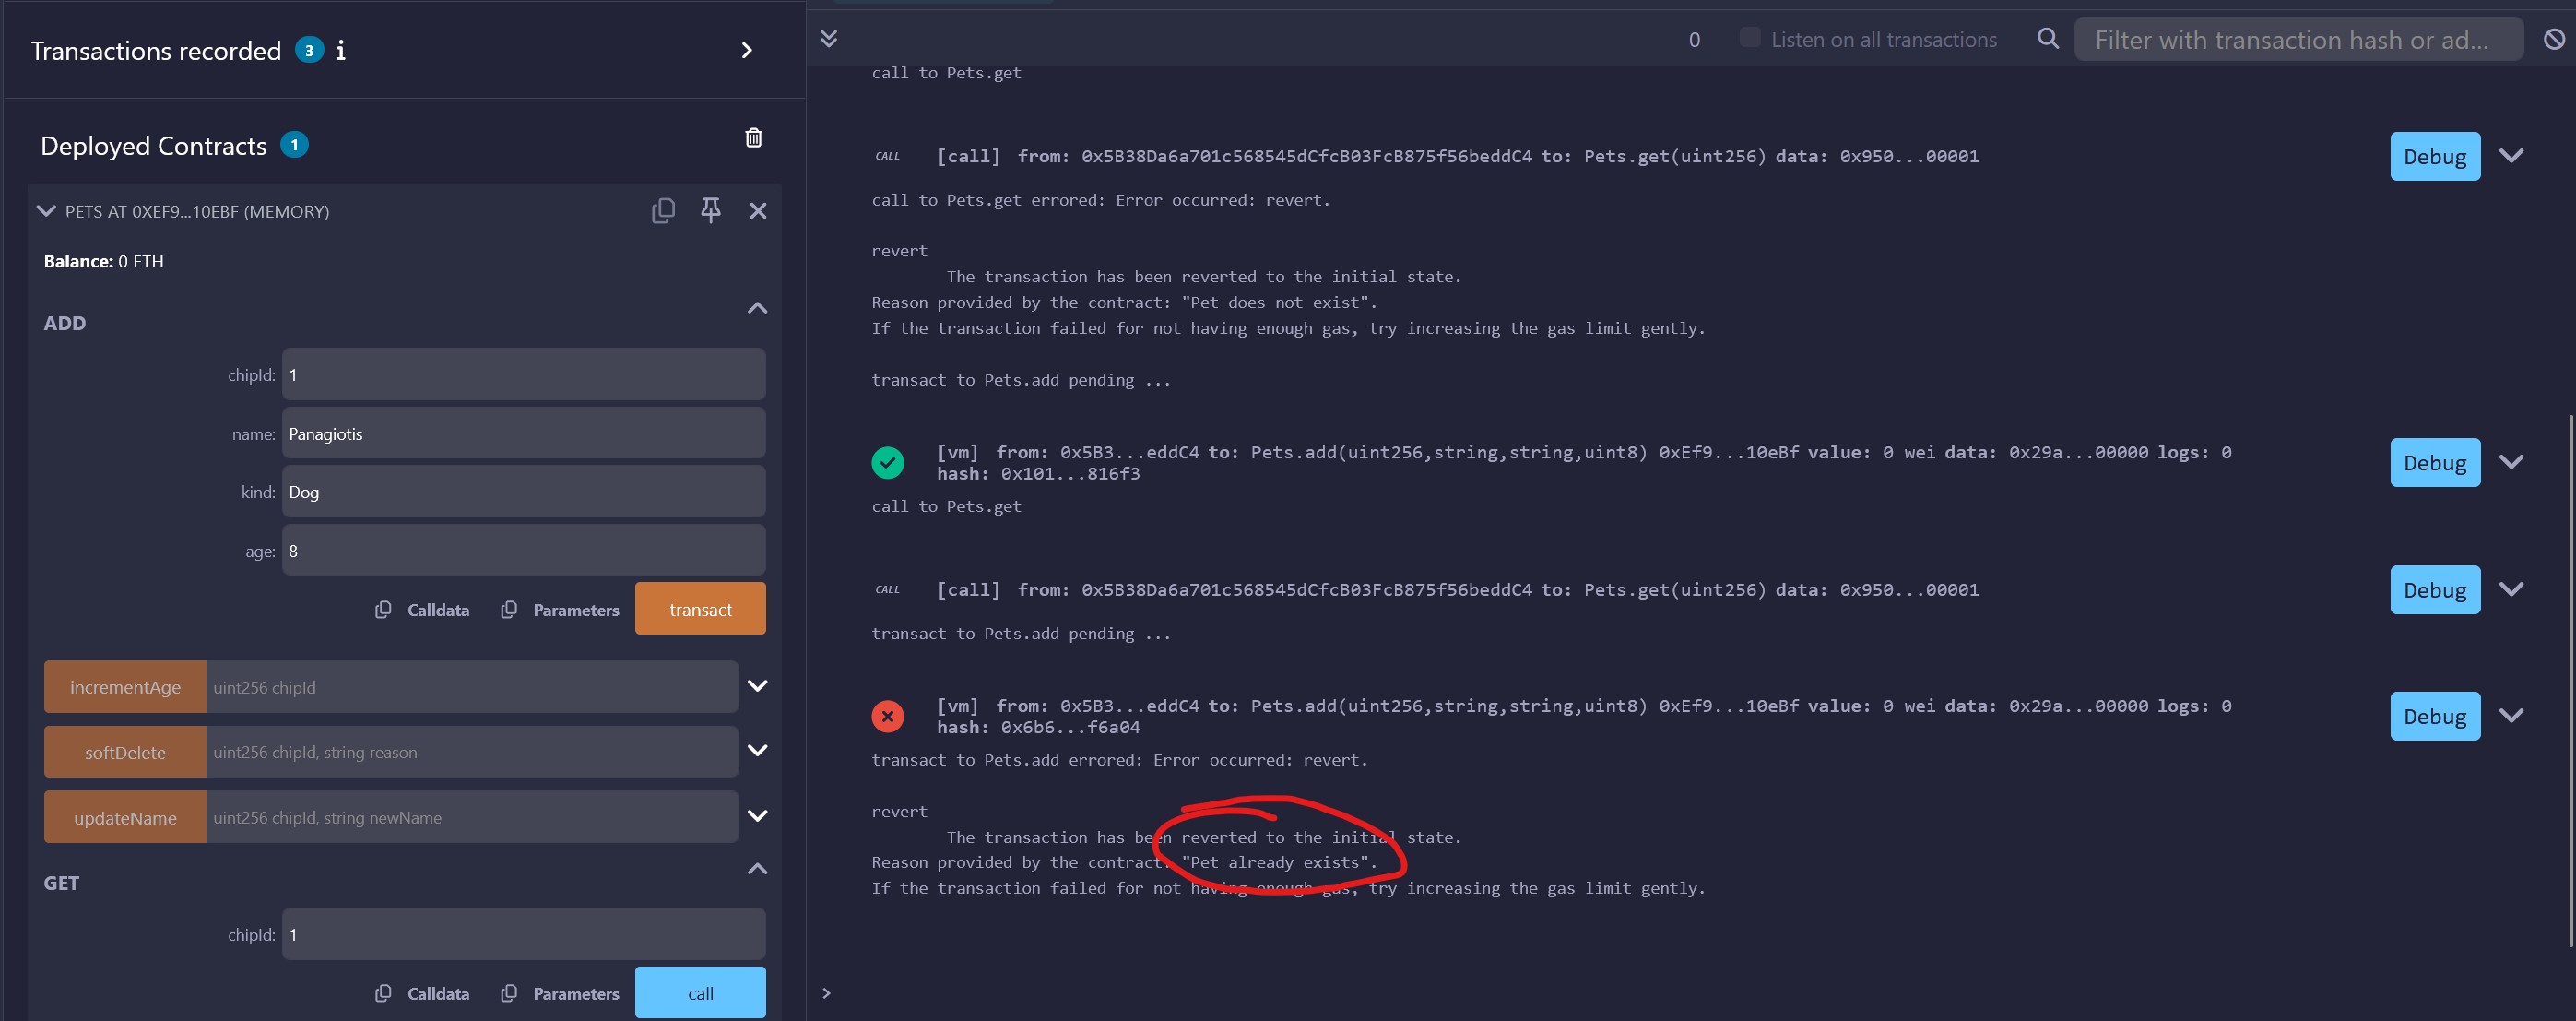 Transactions recorded 3 i
Deployed Contracts 1
PETS AT 0XEF9...10EBF (MEMORY)
Balance: 0 ETH
ADD
chipId: 1
name: Panagiotis
kind: Dog
age: 8
Calldata Parameters transact
incrementAge uint256 chipId
softDelete uint256 chipId, string reason
updateName uint256 chipId, string newName
GET
chipId: 1
Calldata Parameters call
0 Listen on all transactions Filter with transaction hash or ad...
call to Pets.get
CALL [call] from: 0x5B38Da6a701c568545dCfcB03FcB875f56beddC4 to: Pets.get(uint256) data: 0x950...00001 Debug
call to Pets.get errored: Error occurred: revert.
revert
The transaction has been reverted to the initial state.
Reason provided by the contract: "Pet does not exist".
If the transaction failed for not having enough gas, try increasing the gas limit gently.
transact to Pets.add pending ...
[vm] from: 0x5B3...eddC4 to: Pets.add(uint256,string,string,uint8) 0xEf9...10eBf value: 0 wei data: 0x29a...00000 logs: 0 Debug
hash: 0x101...816f3
call to Pets.get
CALL [call] from: 0x5B38Da6a701c568545dCfcB03FcB875f56beddC4 to: Pets.get(uint256) data: 0x950...00001 Debug
transact to Pets.add pending ...
[vm] from: 0x5B3...eddC4 to: Pets.add(uint256,string,string,uint8) 0xEf9...10eBf value: 0 wei data: 0x29a...00000 logs: 0 Debug
hash: 0x6b6...f6a04
transact to Pets.add errored: Error occurred: revert.
revert
The transaction has been reverted to the initial state.
Reason provided by the contract: "Pet already exists".
If the transaction failed for not having enough gas, try increasing the gas limit gently.
>